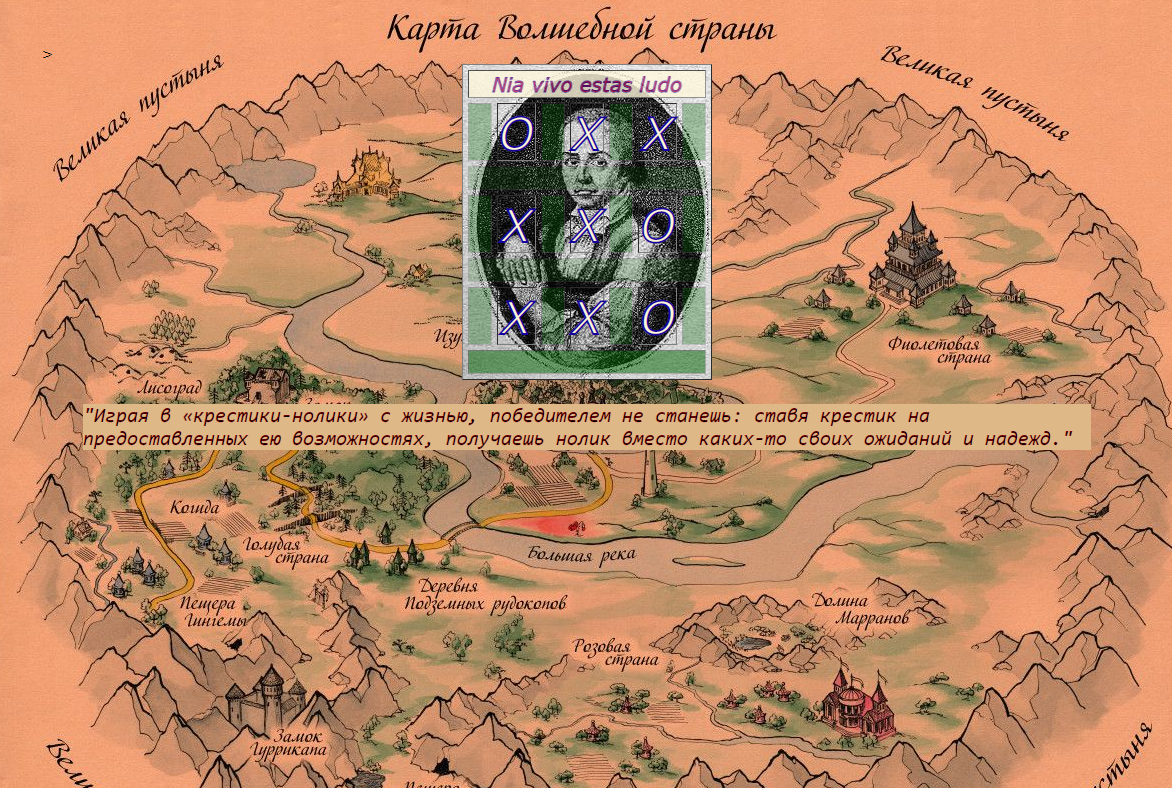 Карта Волшебной страны
>
Великая пустыня
Великая пустыня
Nia vivo estas ludo
O X X
X X O
X X O
Фиолетовая
страна
Лисоград
"Играя в «крестики-нолики» с жизнью, победителем не станешь: ставя крестик на
предоставленных ею возможностях, получаешь нолик вместо каких-то своих ожиданий и надежд."
Когида
Голубая
страна
Большая река
Деревня
Подземных рудокопов
Пещера
Гингемы
Долина
Марранов
Розовая
страна
Замок
Гуррикапа